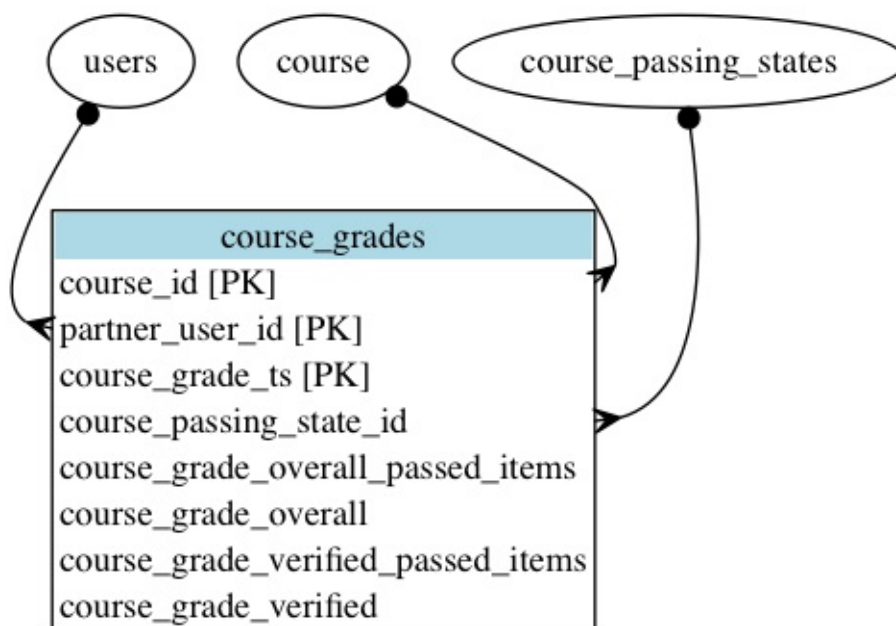 users
course
course_passing_states
course_grades
course_id [PK]
partner_user_id [PK]
course_grade_ts [PK]
course_passing_state_id
course_grade_overall_passed_items
course_grade_overall
course_grade_verified_passed_items
course_grade_verified